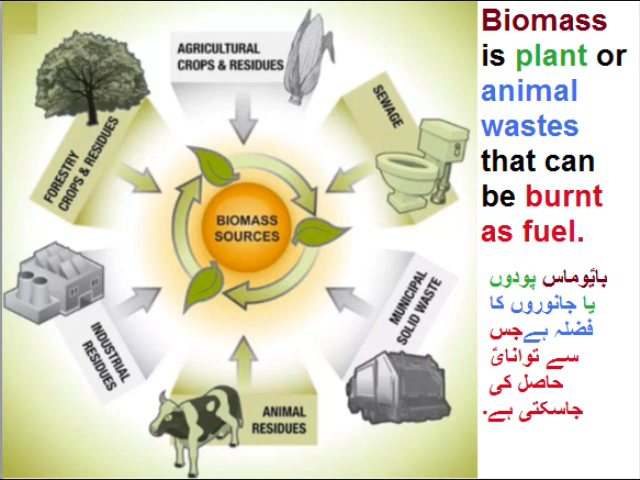 AGRICULTURAL
CROPS & RESIDUES
SEWAGE
FORESTRY
CROPS & RESIDUES
BIOMASS
SOURCES
MUNICIPAL
SOLID WASTE
INDUSTRIAL
RESIDUES
ANIMAL
RESIDUES
Biomass
is plant or
animal
wastes
that can
be burnt
as fuel.
بائیوماس پودوں
یا جانوروں کا
فضلہ ہےجس
سے توانائ
حاصل کی
جاسکتی ہے۔